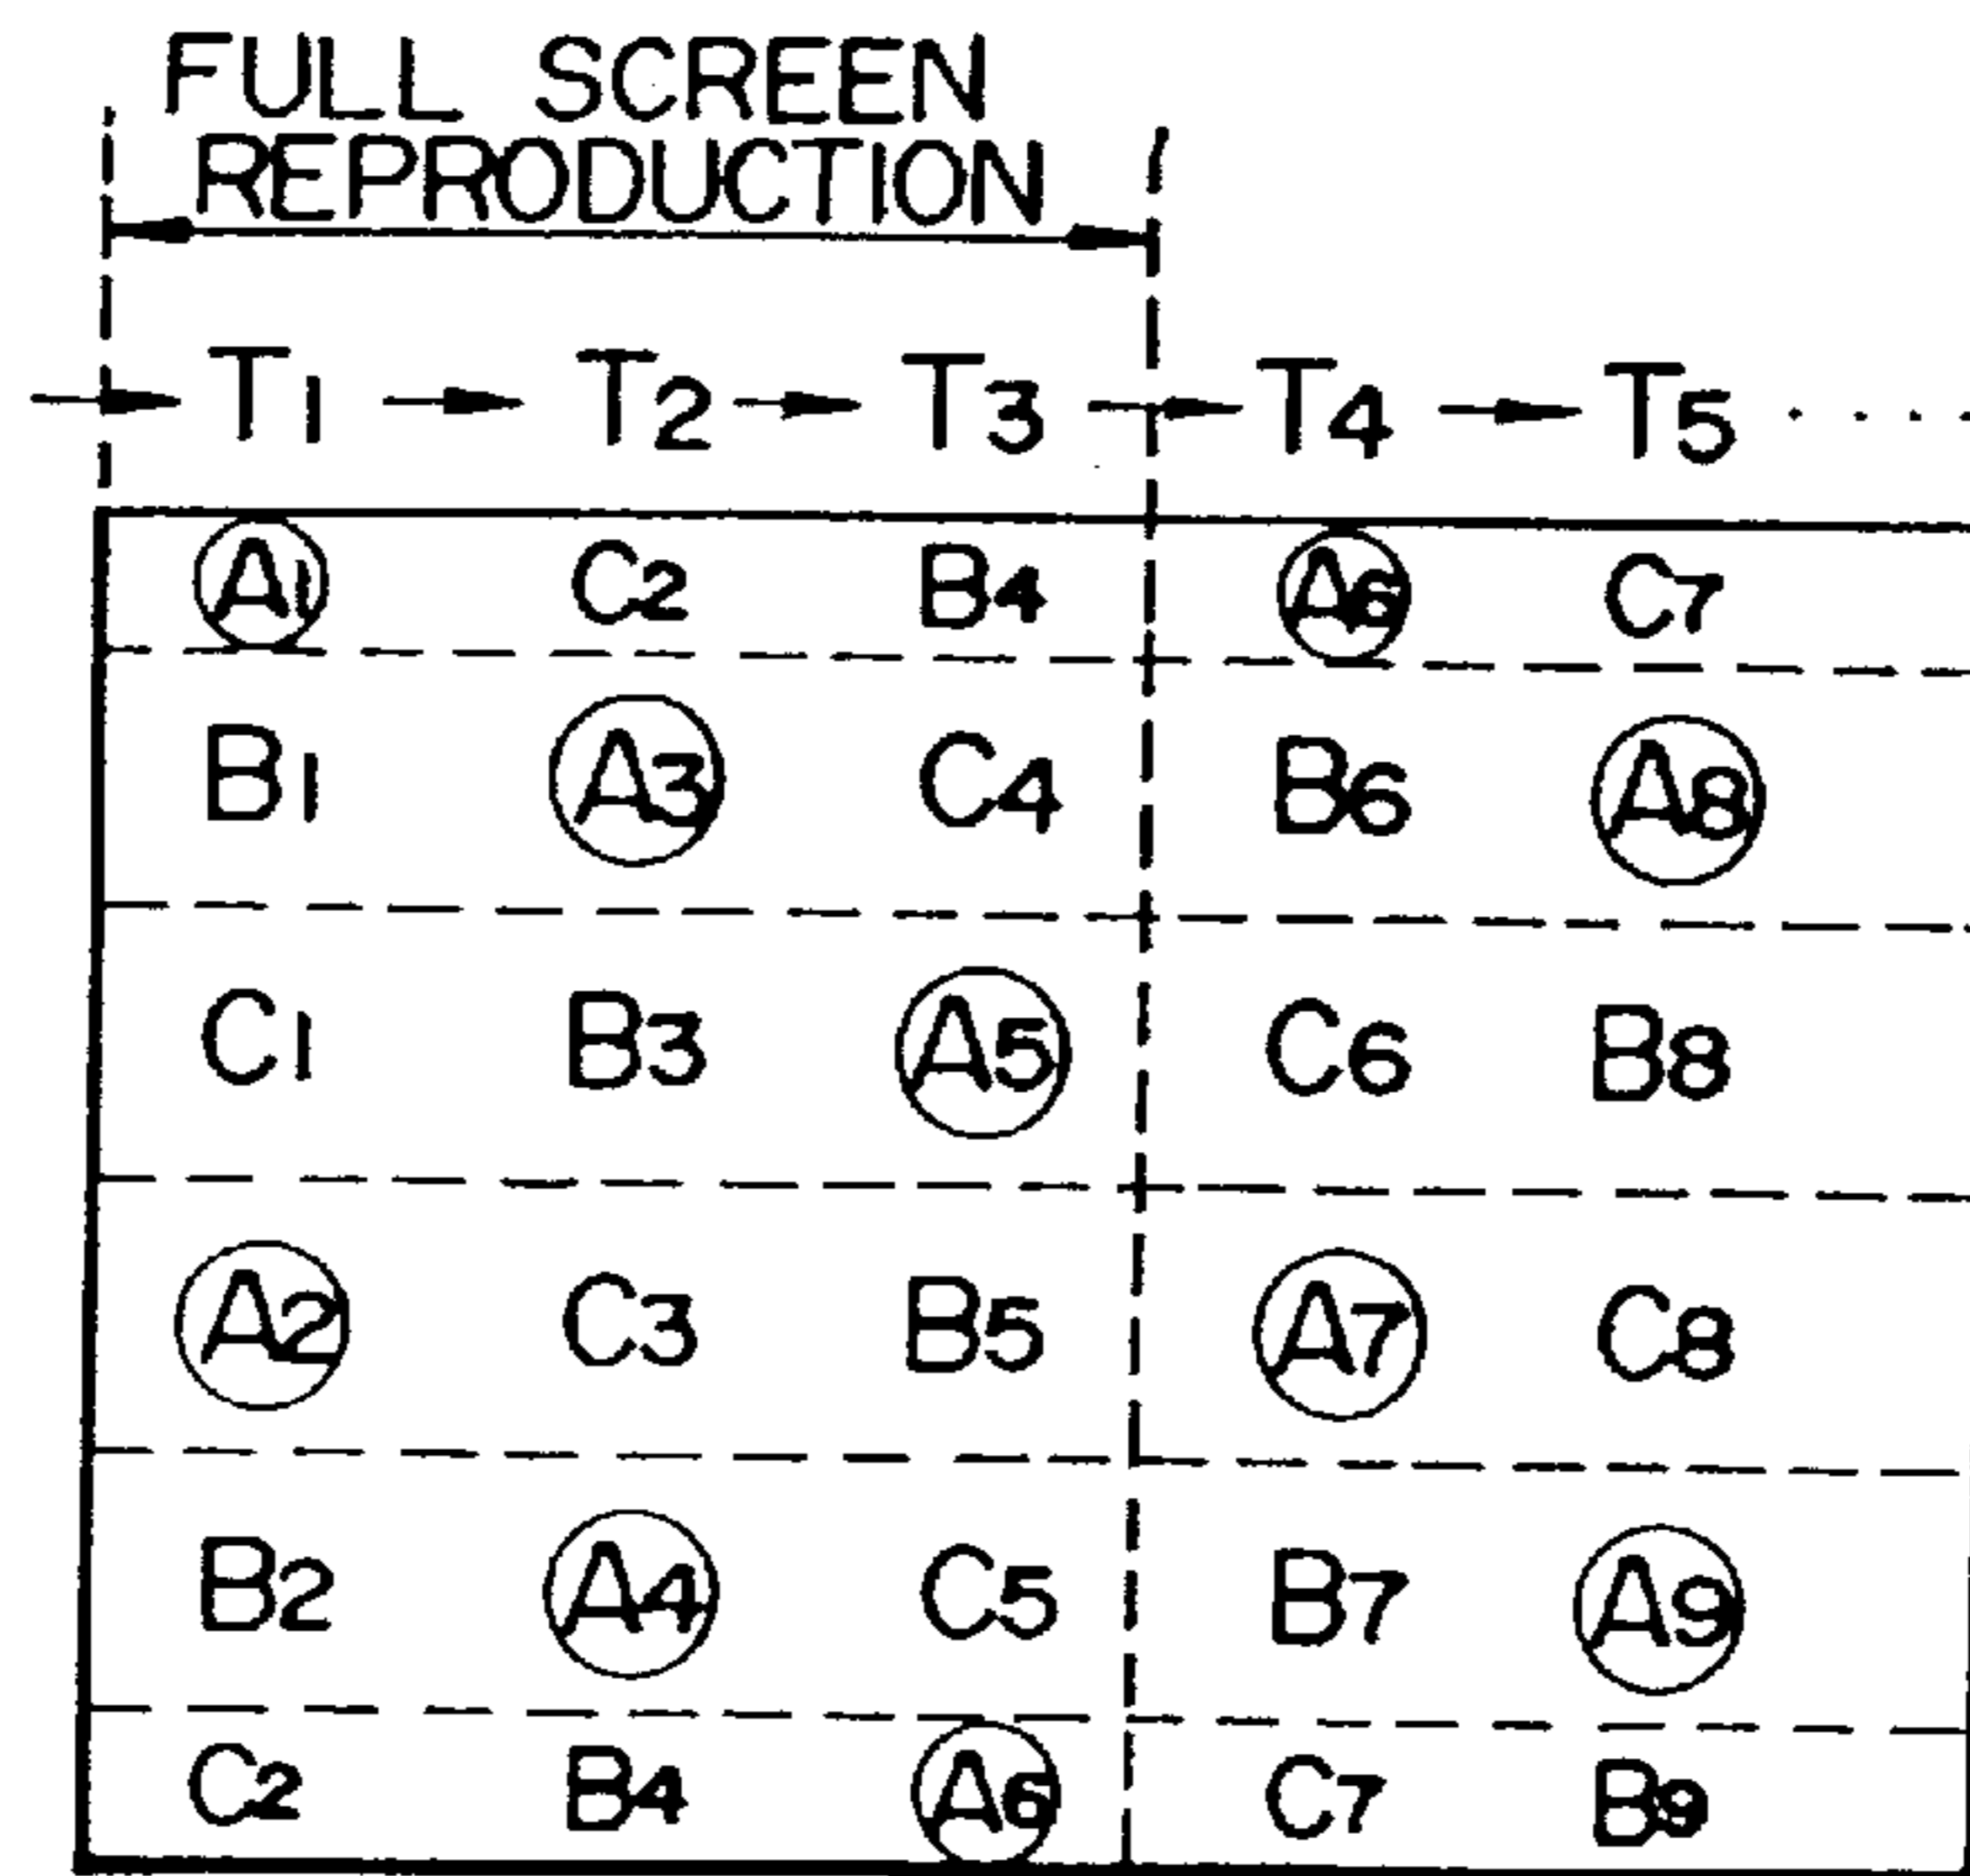 FULL SCREEN
REPRODUCTION
T1 T2 T3 T4 T5 .....
A1 C2 B4 A6 C7
B1 A3 C4 B6 A8
C1 B3 A5 C6 B8
A2 C3 B5 A7 C8
B2 A4 C5 B7 A9
C2 B4 A6 C7 B9